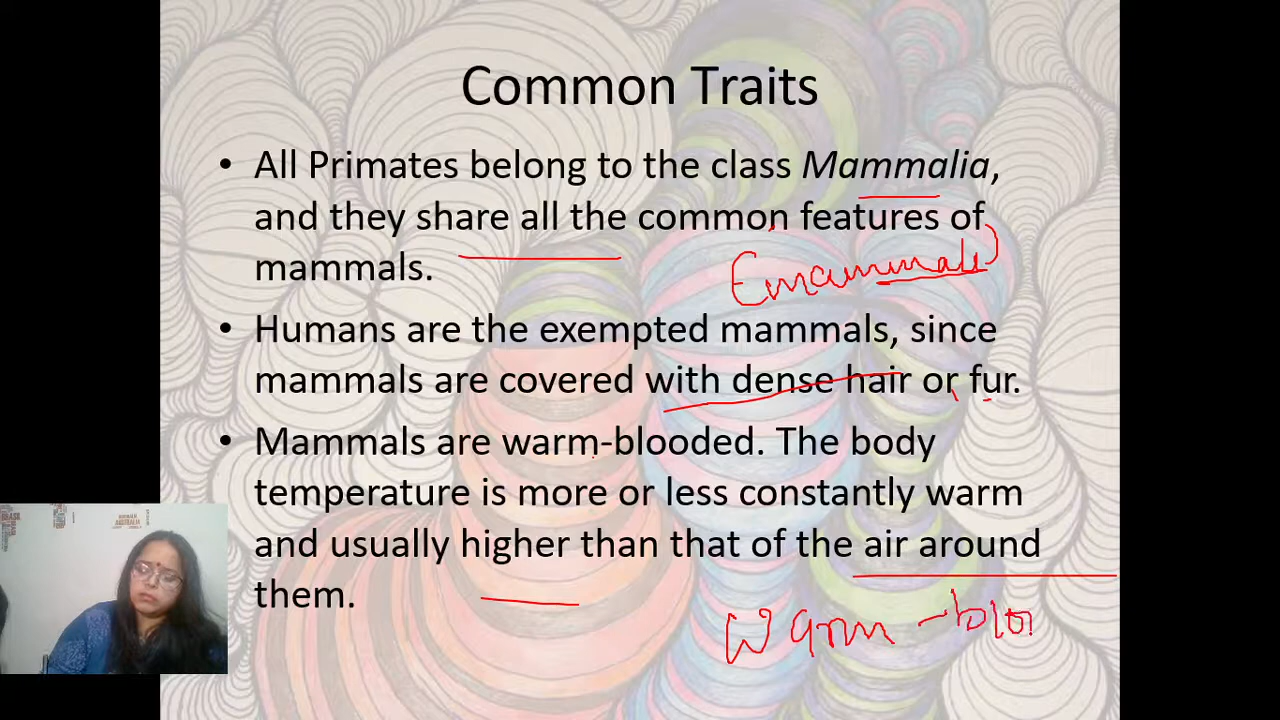 Common Traits
• All Primates belong to the class Mammalia,
and they share all the common features of
mammals.
• Humans are the exempted mammals, since
mammals are covered with dense hair or fur.
• Mammals are warm-blooded. The body
temperature is more or less constantly warm
and usually higher than that of the air around
them.
Warm-bloo